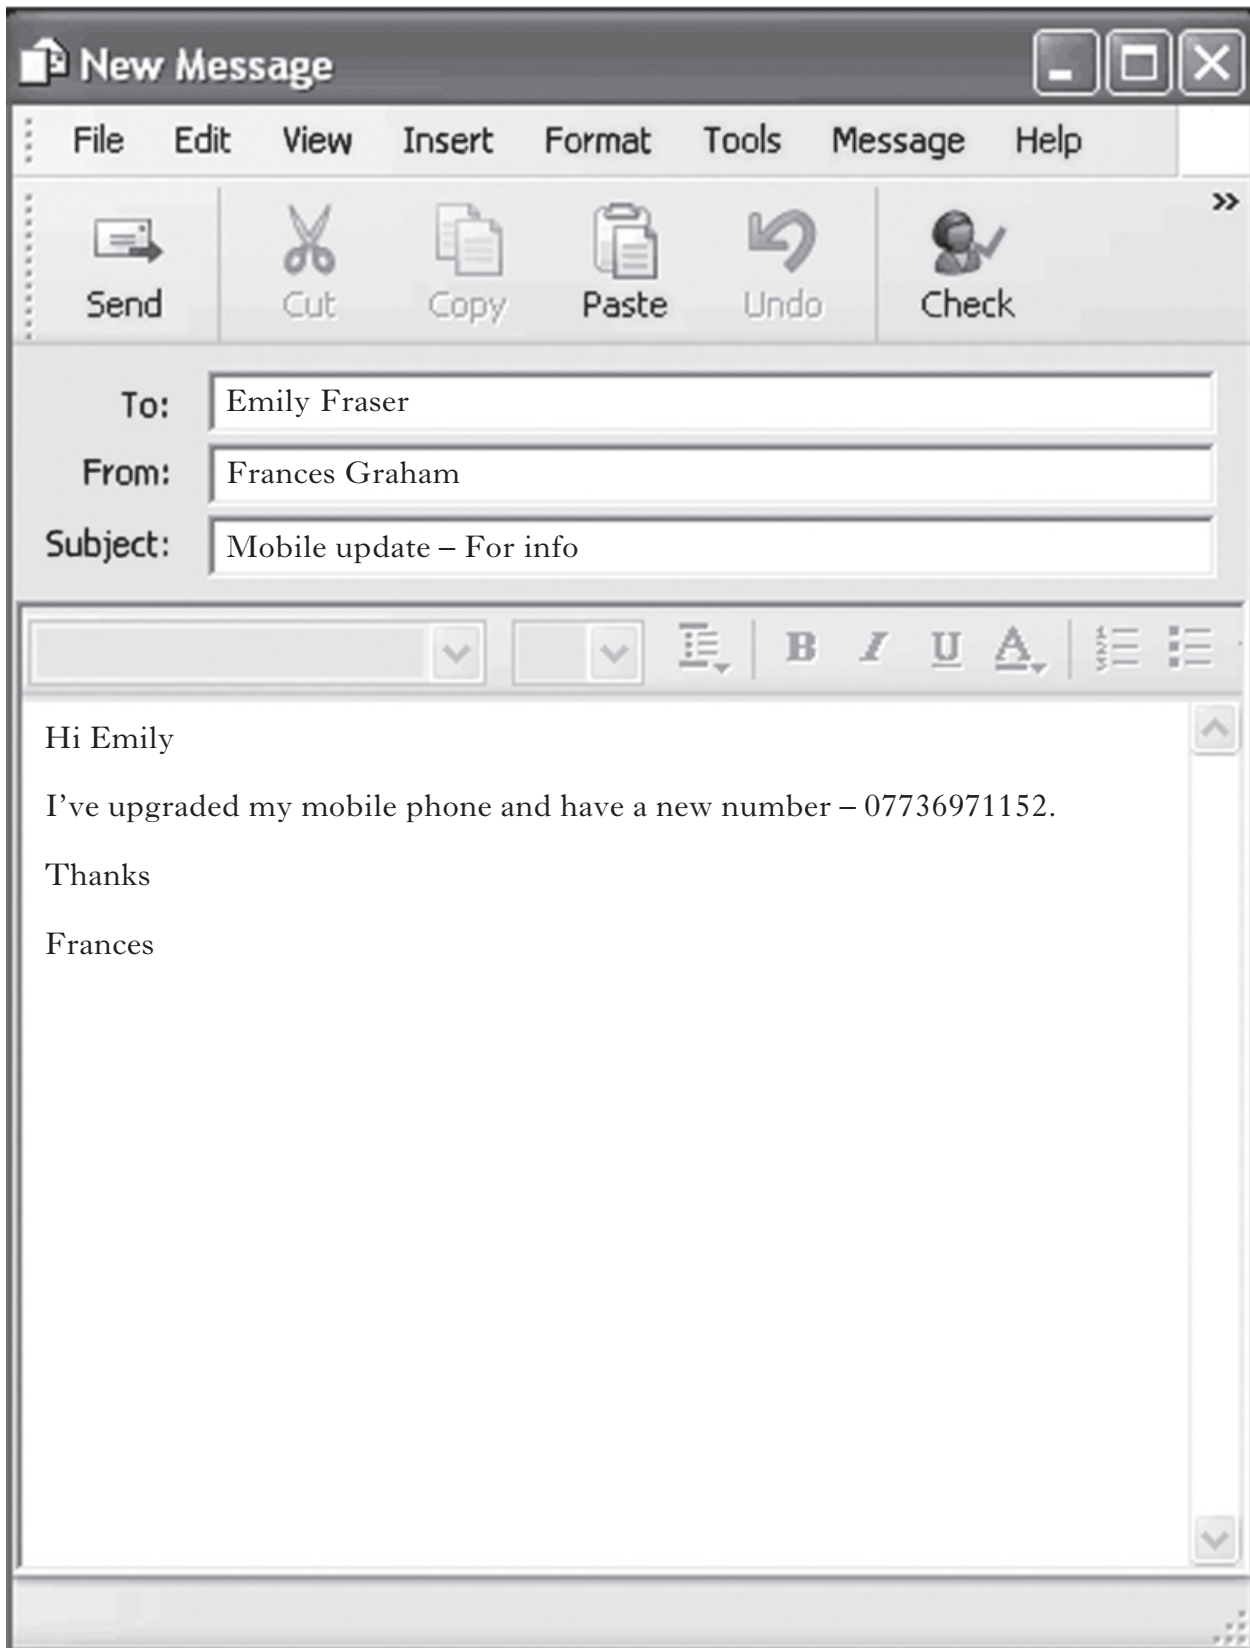 New Message
File Edit View Insert Format Tools Message Help
Send Cut Copy Paste Undo Check
To: Emily Fraser
From: Frances Graham
Subject: Mobile update – For info
B I U A
Hi Emily
I’ve upgraded my mobile phone and have a new number – 07736971152.
Thanks
Frances